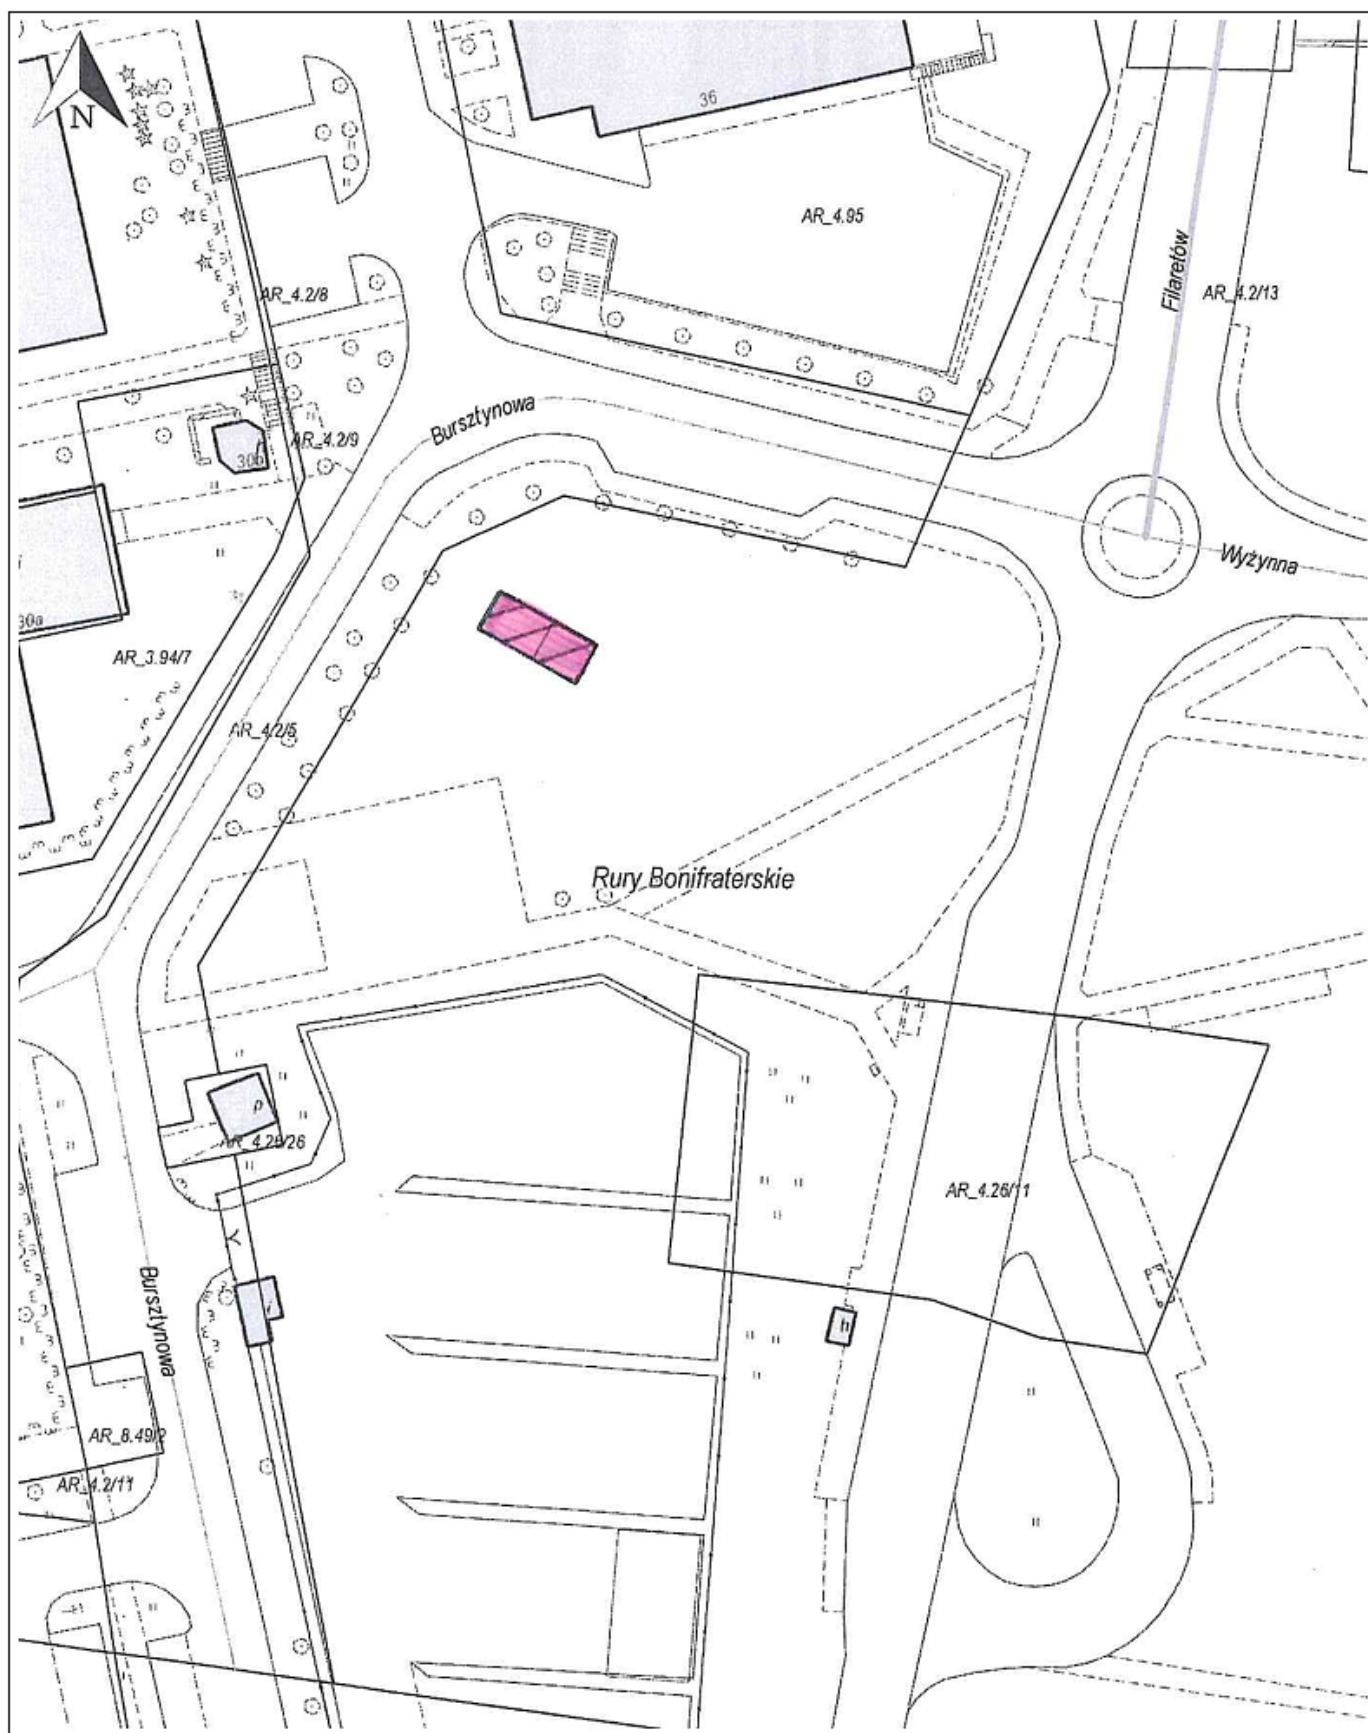 N
36
AR_4.95
Filaretów
AR_4.2/13
AR_4.2/8
Bursztynowa
AR_4.2/9
30b
Wyżynna
30a
AR_3.94/7
AR_4.2/5
Rury Bonifraterskie
p
AR_4.25/26
AR_4.26/11
Bursztynowa
h
AR_8.49/2
AR_4.2/11